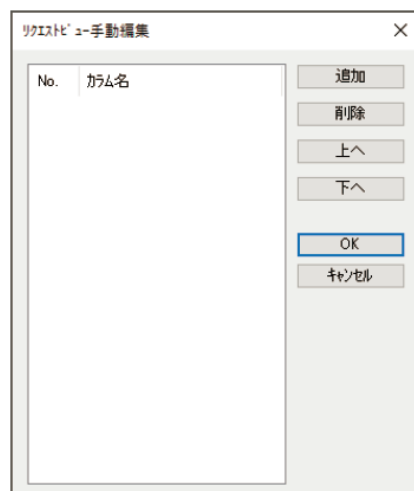 ﾘｸｴｽﾄﾋﾞｭｰ手動編集
No. ｶﾗﾑ名
追加
削除
上へ
下へ
OK
ｷｬﾝｾﾙ